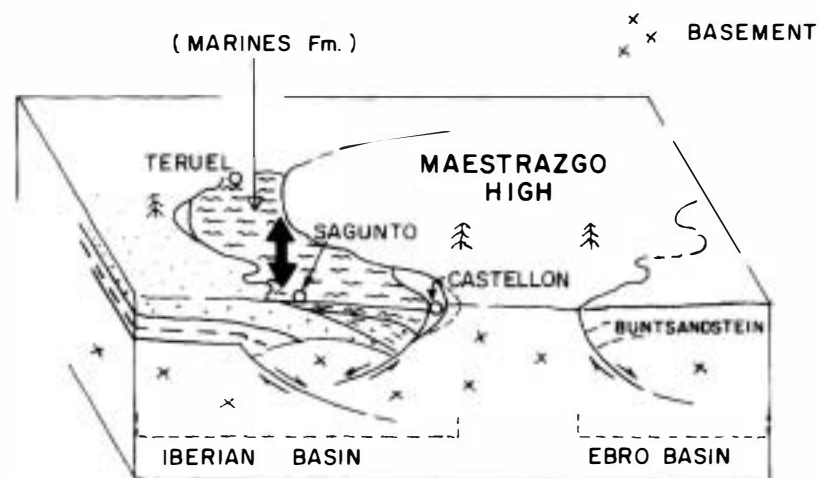 (MARINES Fm.)
BASEMENT
TERUEL
MAESTRAZGO
HIGH
SAGUNTO
CASTELLON
BUNTSANDSTEIN
IBERIAN BASIN
EBRO BASIN